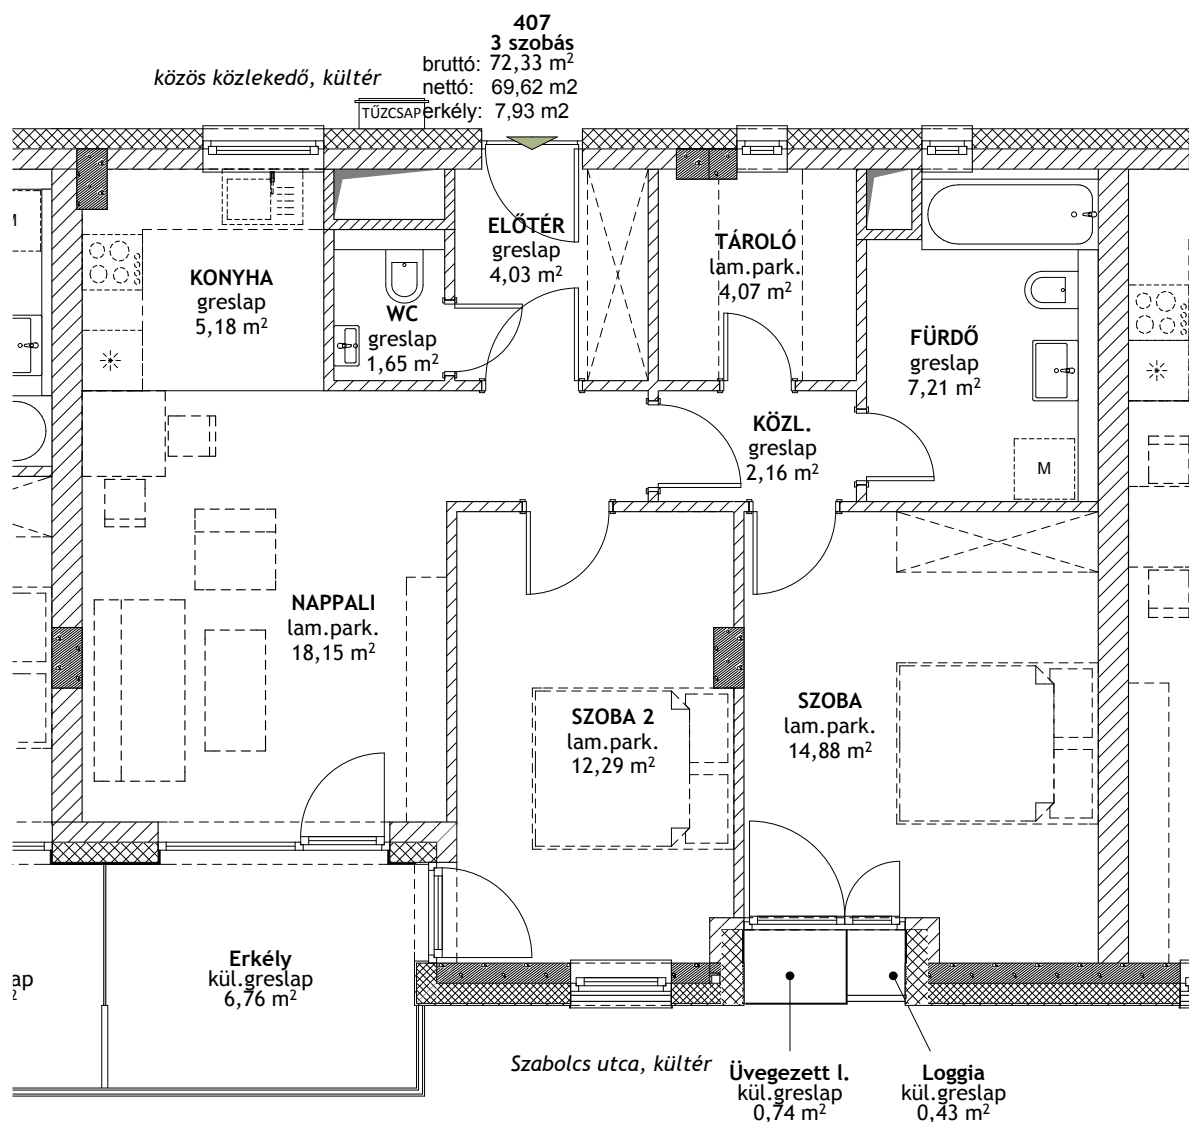 407
3 szobás
bruttó: 72,33 m²
nettó: 69,62 m2
erkély: 7,93 m2
közös közlekedő, kültér
TŰZCSAP
ELŐTÉR
greslap
4,03 m²
TÁROLÓ
lam.park.
4,07 m²
KONYHA
greslap
5,18 m²
WC
greslap
1,65 m²
FÜRDŐ
greslap
7,21 m²
KÖZL.
greslap
2,16 m²
M
M
NAPPALI
lam.park.
18,15 m²
SZOBA 2
lam.park.
12,29 m²
SZOBA
lam.park.
14,88 m²
Erkély
kül.greslap
6,76 m²
Szabolcs utca, kültér
Üvegezett l.
kül.greslap
0,74 m²
Loggia
kül.greslap
0,43 m²